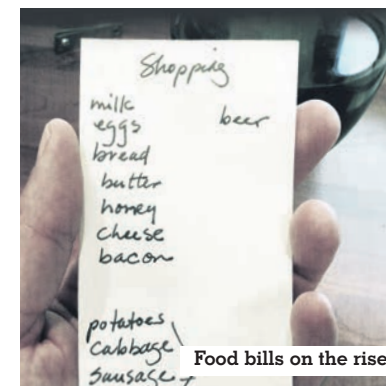 Shopping
milk
eggs beer
bread
butter
honey
cheese
bacon
potatoes
cabbage
sausage
Food bills on the rise